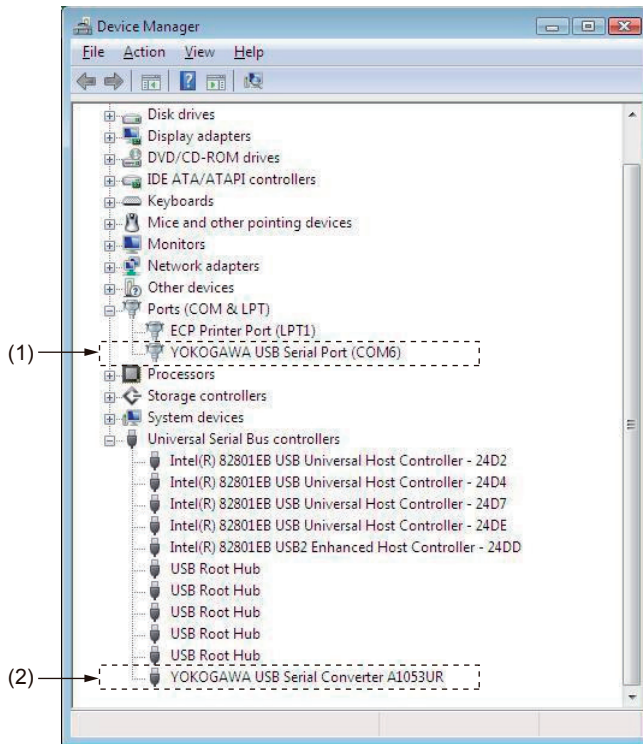 Device Manager
File Action View Help
Disk drives
Display adapters
DVD/CD-ROM drives
IDE ATA/ATAPI controllers
Keyboards
Mice and other pointing devices
Monitors
Network adapters
Other devices
Ports (COM & LPT)
ECP Printer Port (LPT1)
(1) YOKOGAWA USB Serial Port (COM6)
Processors
Storage controllers
System devices
Universal Serial Bus controllers
Intel(R) 82801EB USB Universal Host Controller - 24D2
Intel(R) 82801EB USB Universal Host Controller - 24D4
Intel(R) 82801EB USB Universal Host Controller - 24D7
Intel(R) 82801EB USB Universal Host Controller - 24DE
Intel(R) 82801EB USB2 Enhanced Host Controller - 24DD
USB Root Hub
USB Root Hub
USB Root Hub
USB Root Hub
USB Root Hub
(2) YOKOGAWA USB Serial Converter A1053UR